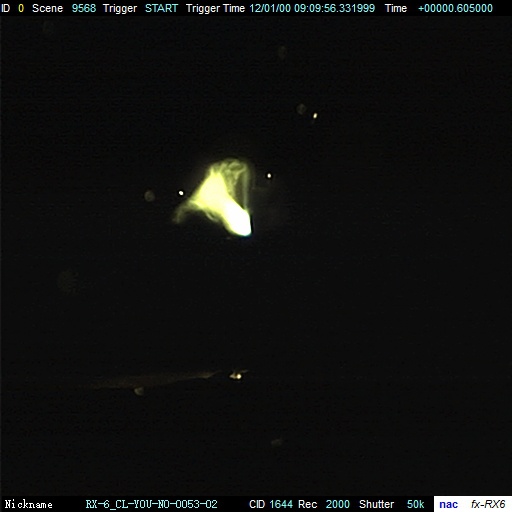 ID 0 Scene 9568 Trigger START Trigger Time 12/01/00 09:09:56.331999 Time +00000.605000
Nickname RX-6_CL-YOU-NO-0053-02 CID 1644 Rec 2000 Shutter 50k nac fx-RX6